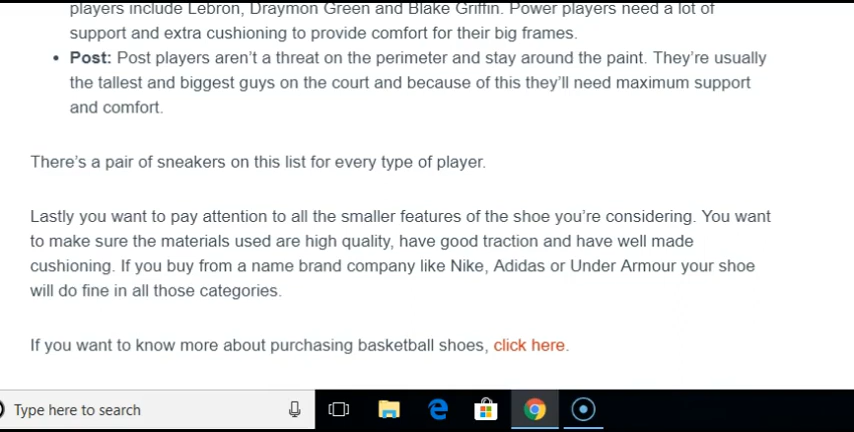 players include Lebron, Draymon Green and Blake Griffin. Power players need a lot of
support and extra cushioning to provide comfort for their big frames.
• Post: Post players aren't a threat on the perimeter and stay around the paint. They're usually
the tallest and biggest guys on the court and because of this they'll need maximum support
and comfort.
There's a pair of sneakers on this list for every type of player.
Lastly you want to pay attention to all the smaller features of the shoe you're considering. You want
to make sure the materials used are high quality, have good traction and have well made
cushioning. If you buy from a name brand company like Nike, Adidas or Under Armour your shoe
will do fine in all those categories.
If you want to know more about purchasing basketball shoes, click here.
Type here to search